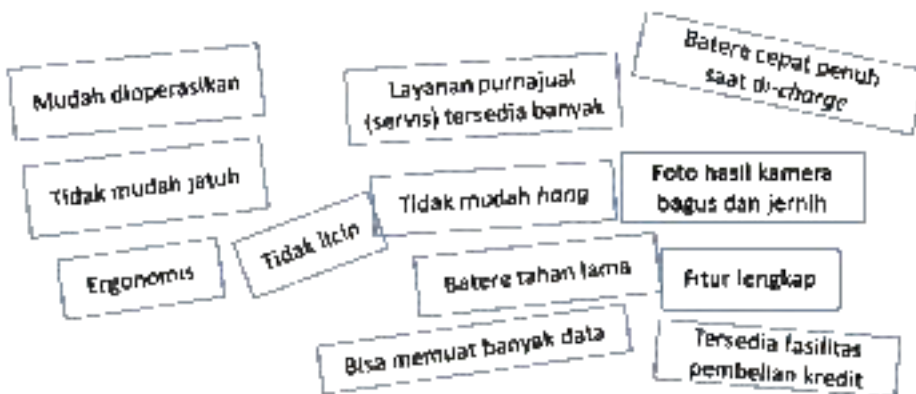 Mudah dioperasikan
Layanan purnajual
(servis) tersedia banyak
Batere cepat penuh
saat di-charge
Tidak mudah jatuh
Tidak licin
Tidak mudah hang
Foto hasil kamera
bagus dan jernih
Ergonomis
Batere tahan lama
Fitur lengkap
Bisa memuat banyak data
Tersedia fasilitas
pembelian kredit